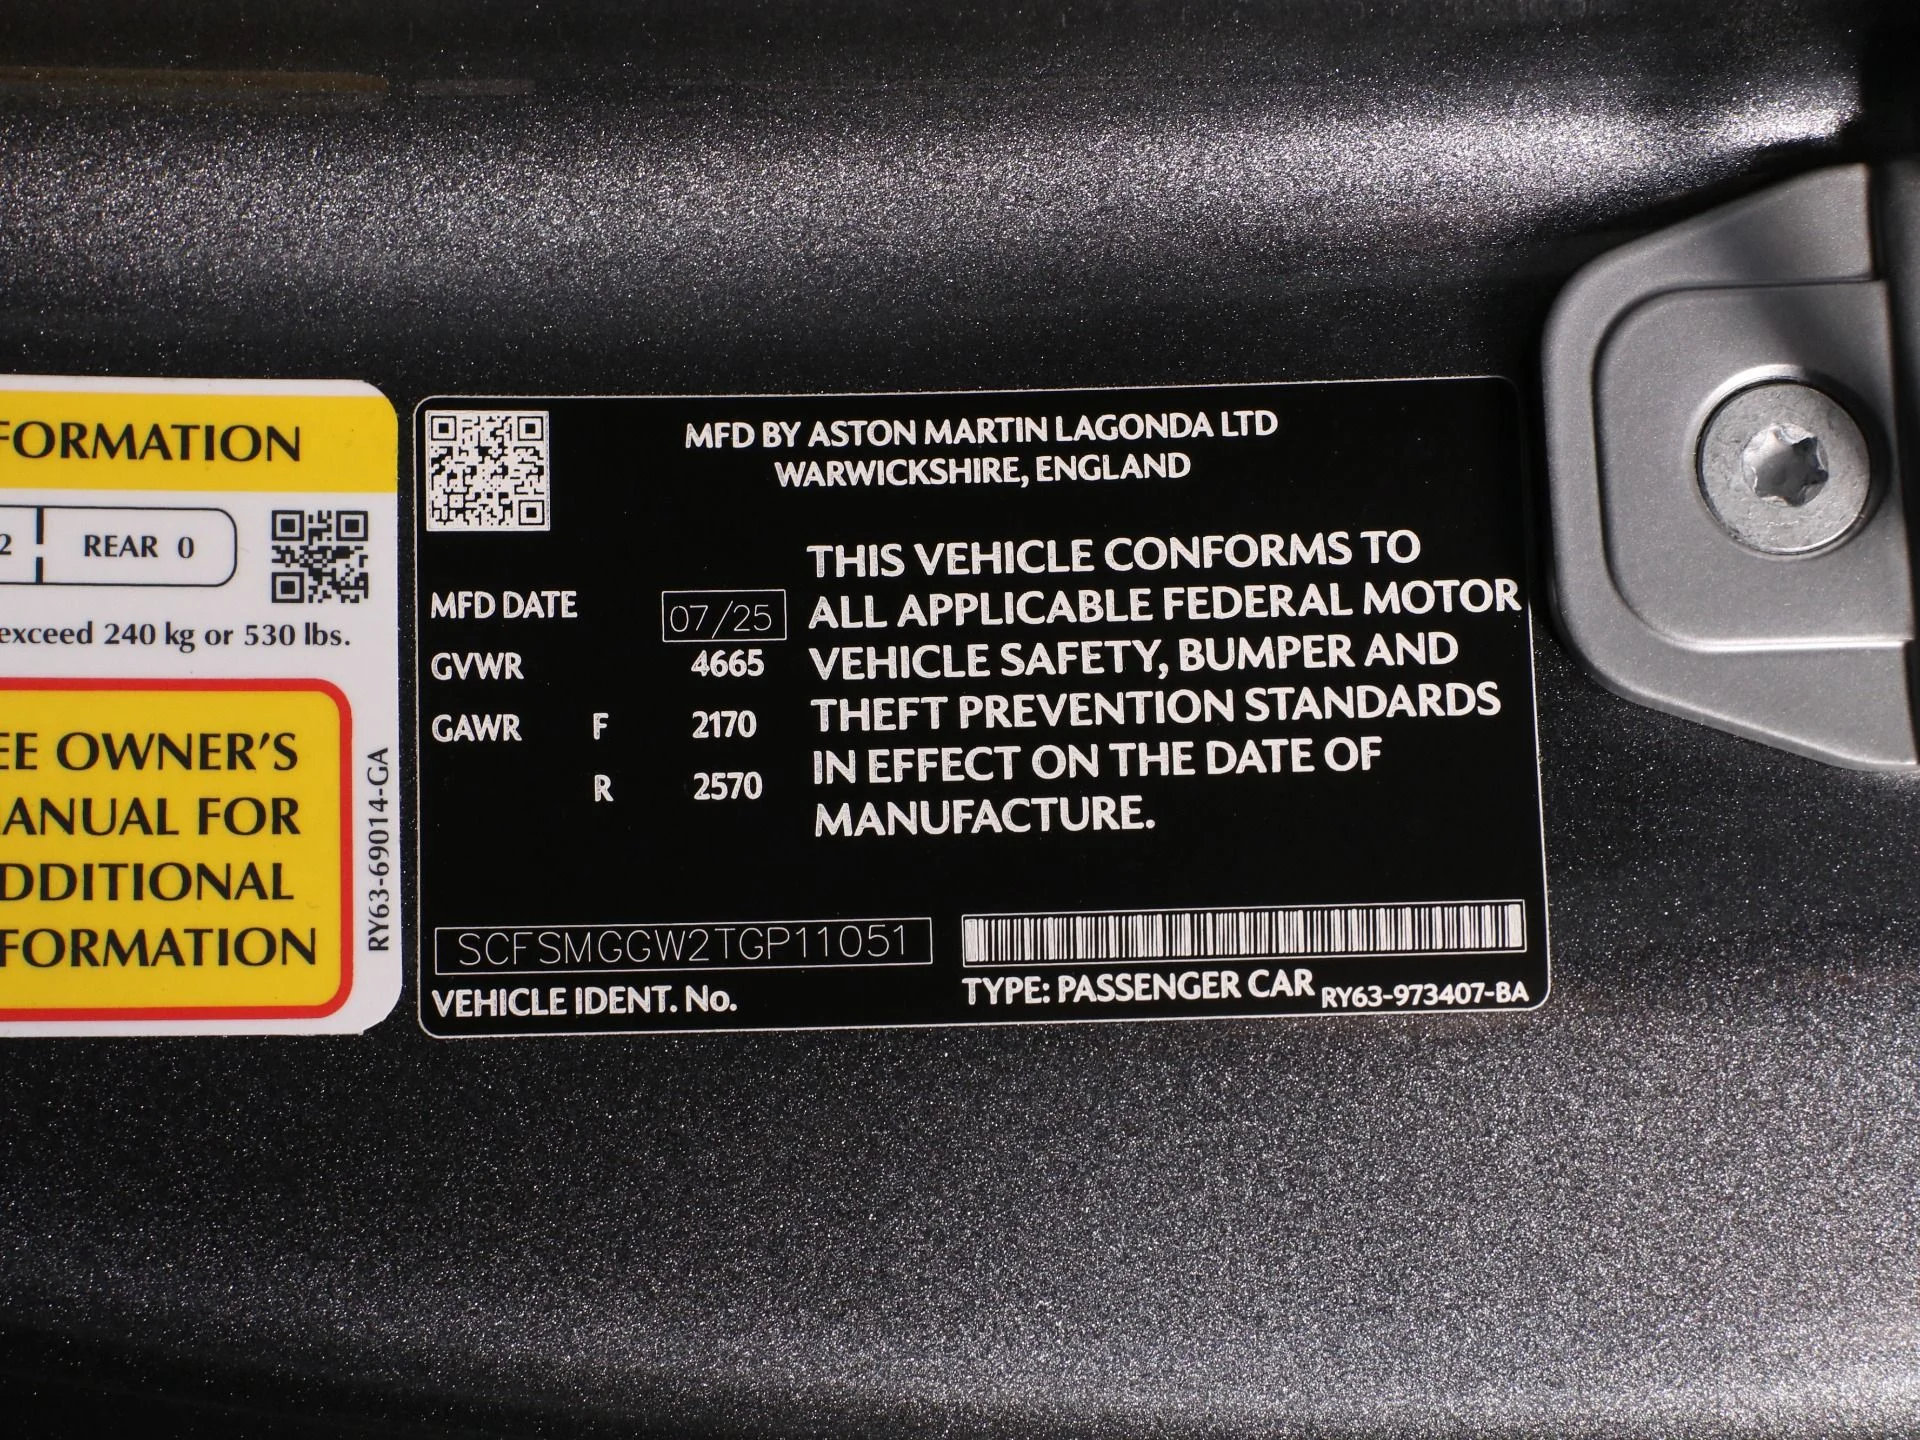 FORMATION
2
REAR 0
exceed 240 kg or 530 lbs.
EE OWNER'S
ANUAL FOR
DDITIONAL
FORMATION
RY63-69014-GA
MFD BY ASTON MARTIN LAGONDA LTD
WARWICKSHIRE, ENGLAND
MFD DATE 07/25
GVWR 4665
GAWR F 2170
R 2570
THIS VEHICLE CONFORMS TO
ALL APPLICABLE FEDERAL MOTOR
VEHICLE SAFETY, BUMPER AND
THEFT PREVENTION STANDARDS
IN EFFECT ON THE DATE OF
MANUFACTURE.
SCFSMGGW2TGP11051
VEHICLE IDENT. No.
TYPE: PASSENGER CAR RY63-973407-BA